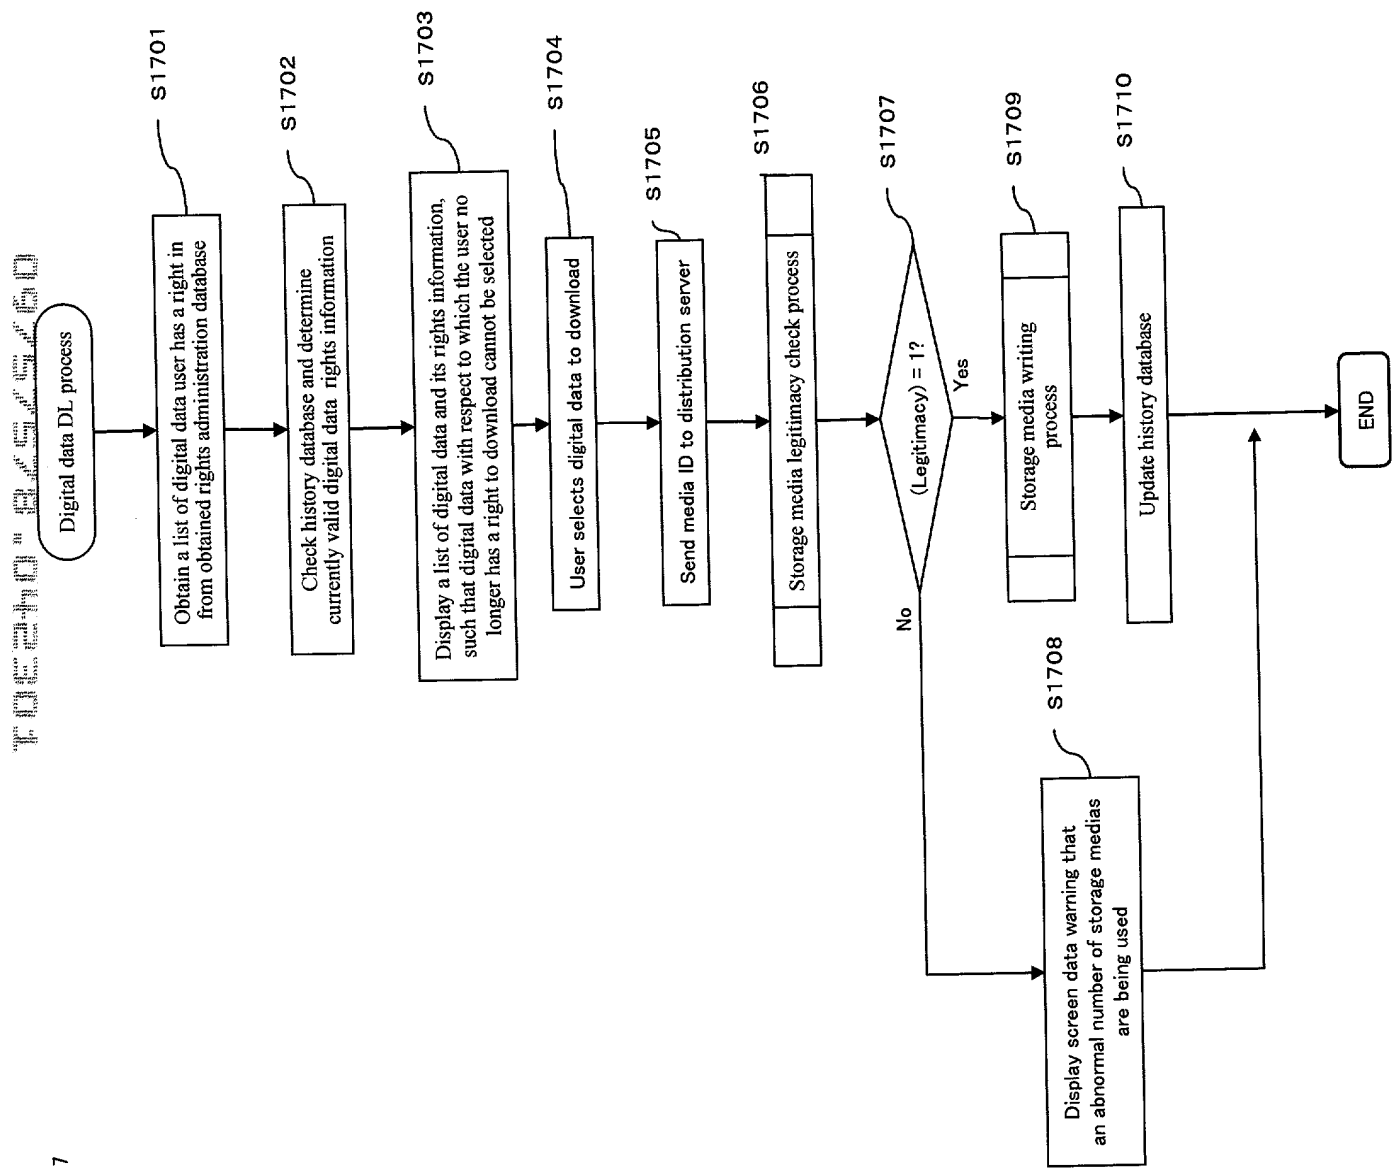 Digital data DL process
S1701
Obtain a list of digital data user has a right in
from obtained rights administration database
S1702
Check history database and determine
currently valid digital data rights information
S1703
Display a list of digital data and its rights information,
such that digital data with respect to which the user no
longer has a right to download cannot be selected
S1704
User selects digital data to download
S1705
Send media ID to distribution server
S1706
Storage media legitimacy check process
S1707
(Legitimacy) = 1?
Yes
No
S1709
Storage media writing
process
S1708
Display screen data warning that
an abnormal number of storage medias
are being used
S1710
Update history database
END
7